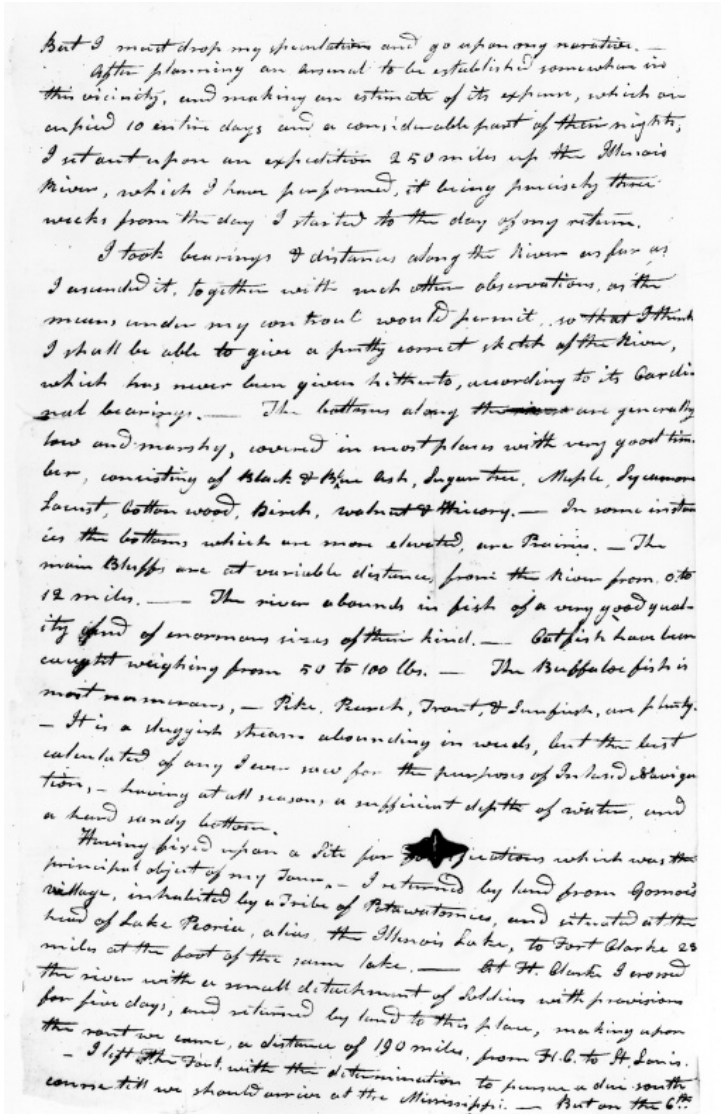 But I must drop my speculations and go upon my narative. —
After planning an Arsenal to be established somewhere in
this vicinity, and making an estimate of its expense, which oc
cupied 10 entire days and a considerable part of their nights,
I set out upon an expedition 250 miles up the Illinois
River, which I have performed, it being precisely three
weeks from the day I started to the day of my return.
I took bearings & distances along the River as far as
I ascended it, together with such other observations, as the
means under my controul would permit, so that I think
I shall be able to give a pretty correct sketch of the River,
which has never been given hitherto, according to its Cardi
nal bearings. — The bottoms along the river are generally
low and marshy, covered in most places with very good tim
ber, consisting of Black & Blue Ash, Sugar tree, Maple, Sycamore
Locust, Cotton wood, Birch, walnut & Hicory. — In some instan
ces the bottoms which are more elevated, are Prairies. — The
main Bluffs are at variable distances from the River from 0 to
12 miles. — The river abounds in fish of a very good qual-
ity and of enormous sizes of their kind. — Catfish have been
caught weighing from 50 to 100 lbs. — The Buffaloe fish is
most numerous, — Pike, Pearch, Trout, & Sunfish, are plenty.
— It is a sluggish stream abounding in weeds, but the best
calculated of any I ever saw for the purposes of Inland Naviga
tion, — having at all seasons, a sufficient depth of water, and
a hard sandy bottom.
Having fixed upon a Site for Fortifications which was the
principal object of my Tour, — I returned by land from Gomo's
village, inhabited by a Tribe of Potawatomies, and situated at the
head of Lake Peoria, alias, the Illinois Lake, to Fort Clarke 23
miles at the foot of the same lake. — At Ft. Clarke I crossed
the river with a small detachment of Soldiers with provisions
for five days, and returned by land to this place, making upon
the rout we came, a distance of 190 miles, from Ft. C. to St. Louis.
— I left the Fort, with the determination to pursue a due south
course till we should arrive at the Mississippi. — But on the 6th